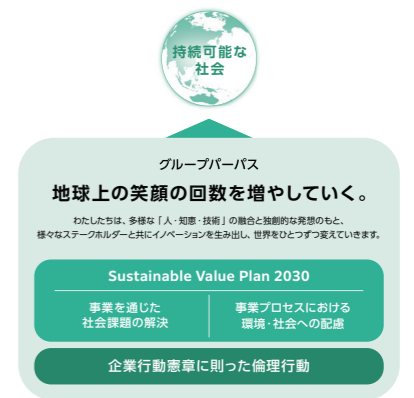 持続可能な
社会
グループパーパス
地球上の笑顔の回数を増やしていく。
わたしたちは、多様な「人・知恵・技術」の融合と独創的な発想のもと、
様々なステークホルダーと共にイノベーションを生み出し、世界をひとつずつ変えていきます。
Sustainable Value Plan 2030
事業を通じた
社会課題の解決
事業プロセスにおける
環境・社会への配慮
企業行動憲章に則った倫理行動